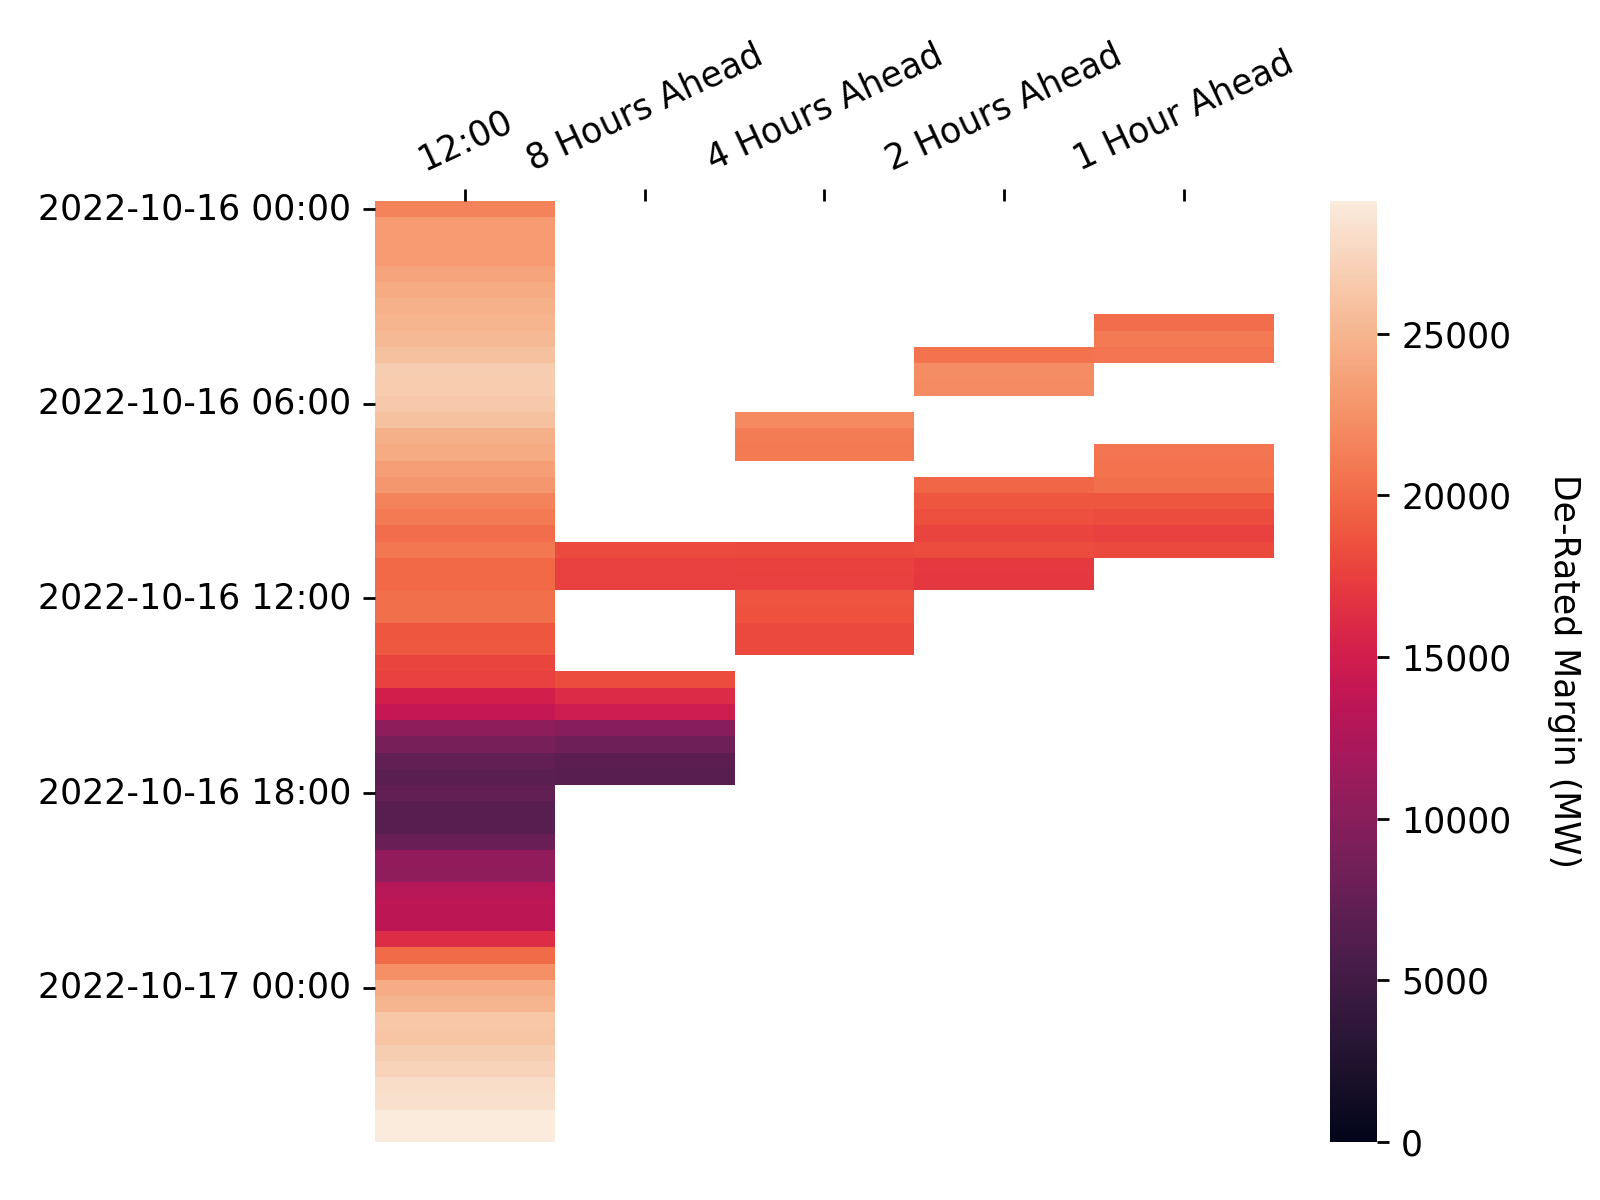 12:00
8 Hours Ahead
4 Hours Ahead
2 Hours Ahead
1 Hour Ahead
2022-10-16 00:00
2022-10-16 06:00
2022-10-16 12:00
2022-10-16 18:00
2022-10-17 00:00
25000
20000
15000
10000
5000
0
De-Rated Margin (MW)